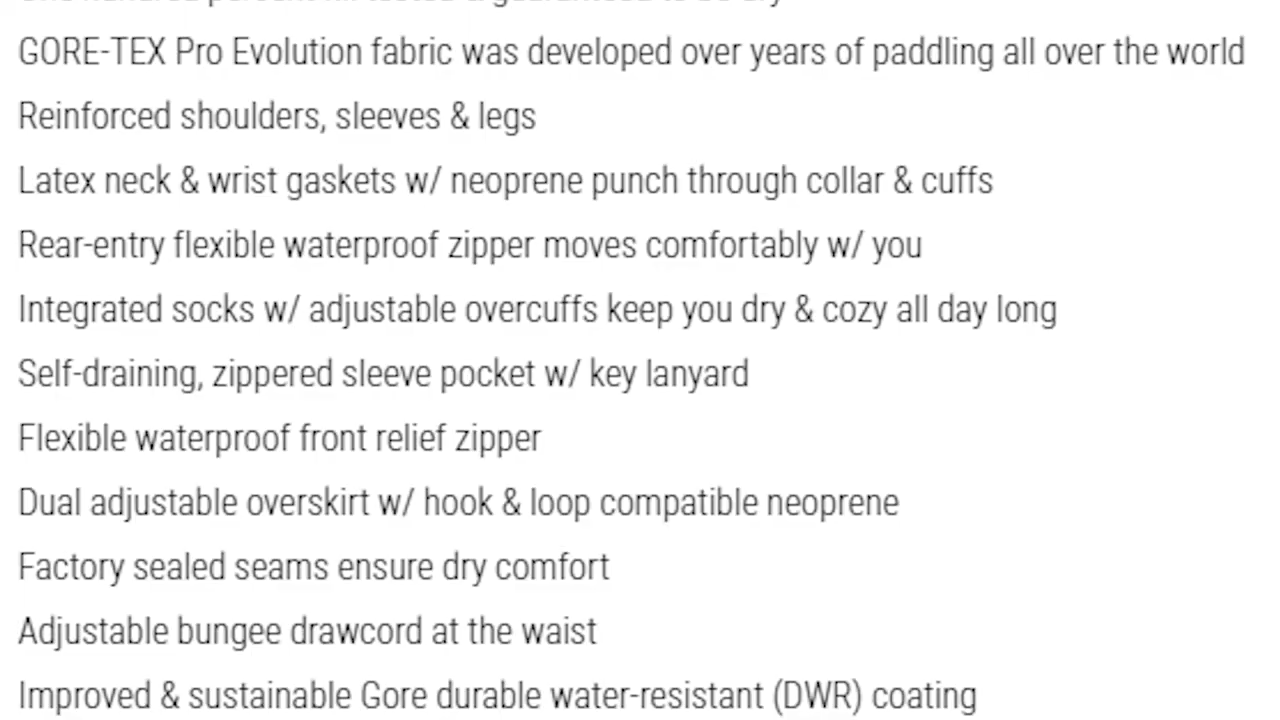 GORE-TEX Pro Evolution fabric was developed over years of paddling all over the world
Reinforced shoulders, sleeves & legs
Latex neck & wrist gaskets w/ neoprene punch through collar & cuffs
Rear-entry flexible waterproof zipper moves comfortably w/ you
Integrated socks w/ adjustable overcuffs keep you dry & cozy all day long
Self-draining, zippered sleeve pocket w/ key lanyard
Flexible waterproof front relief zipper
Dual adjustable overskirt w/ hook & loop compatible neoprene
Factory sealed seams ensure dry comfort
Adjustable bungee drawcord at the waist
Improved & sustainable Gore durable water-resistant (DWR) coating